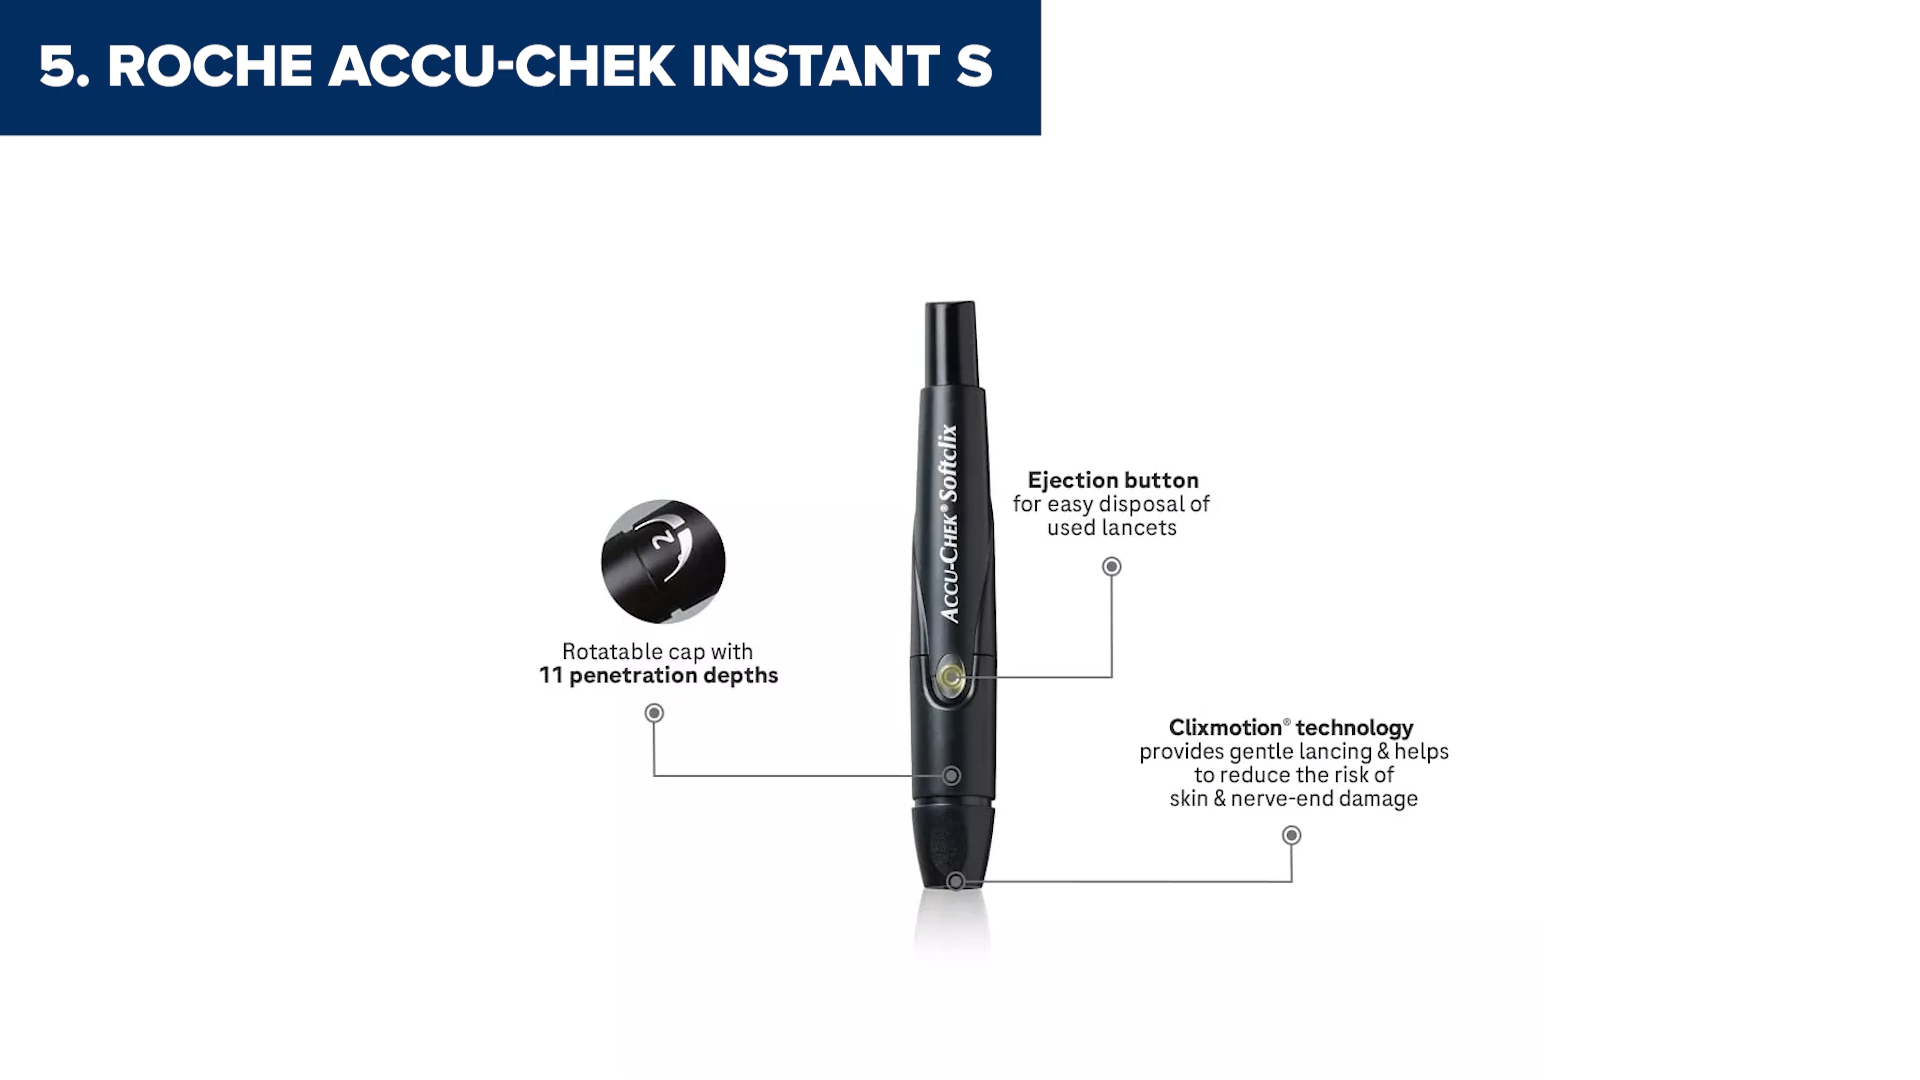 5. ROCHE ACCU-CHEK INSTANT S
ACCU-CHEK® Softclix
Ejection button
for easy disposal of
used lancets
2
Rotatable cap with
11 penetration depths
Clixmotion® technology
provides gentle lancing & helps
to reduce the risk of
skin & nerve-end damage